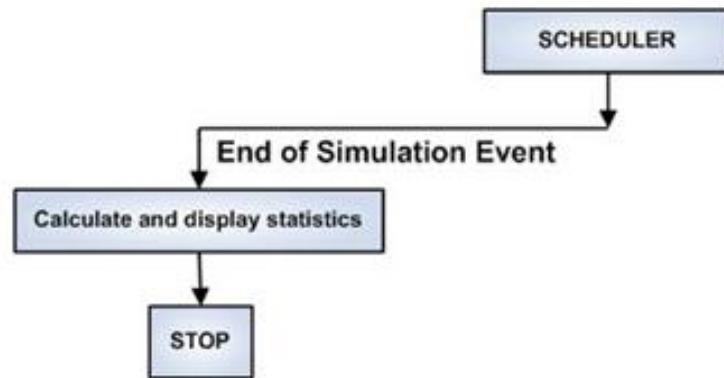 SCHEDULER
End of Simulation Event
Calculate and display statistics
STOP